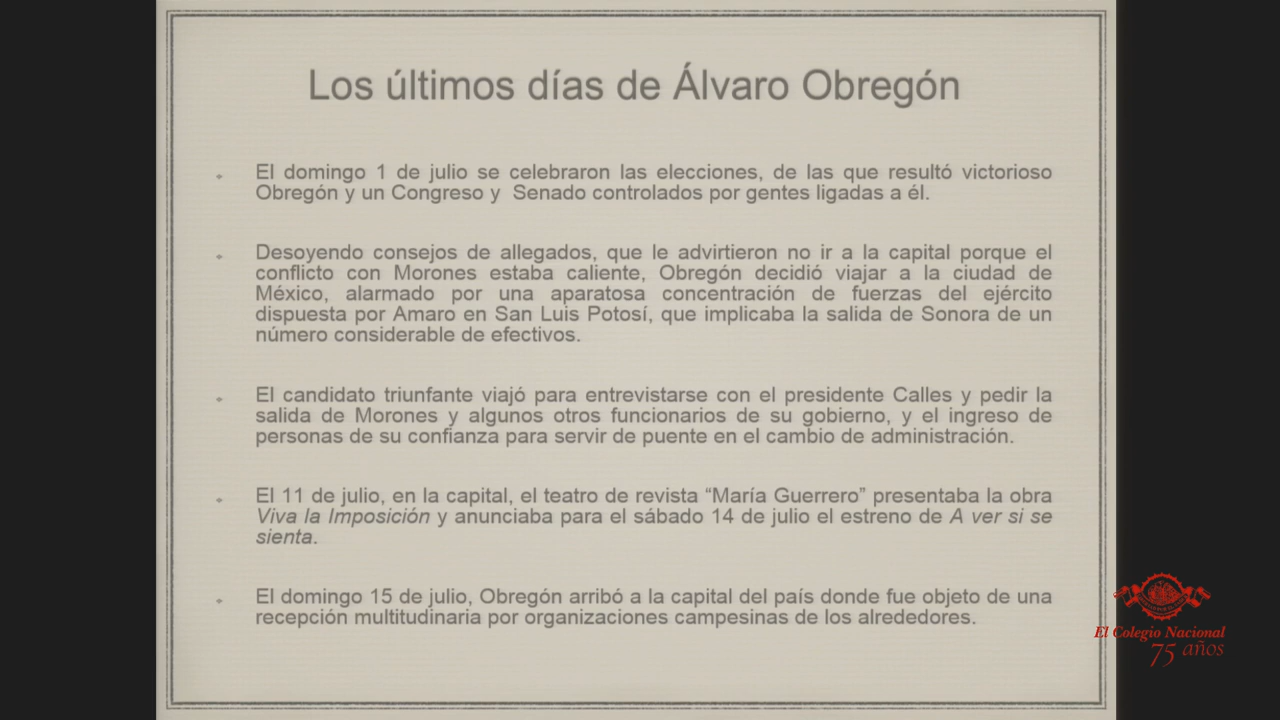 Los últimos días de Álvaro Obregón
El domingo 1 de julio se celebraron las elecciones, de las que resultó victorioso
Obregón y un Congreso y Senado controlados por gentes ligadas a él.
Desoyendo consejos de allegados, que le advirtieron no ir a la capital porque el
conflicto con Morones estaba caliente, Obregón decidió viajar a la ciudad de
México, alarmado por una aparatosa concentración de fuerzas del ejército
dispuesta por Amaro en San Luis Potosí, que implicaba la salida de Sonora de un
número considerable de efectivos.
El candidato triunfante viajó para entrevistarse con el presidente Calles y pedir la
salida de Morones y algunos otros funcionarios de su gobierno, y el ingreso de
personas de su confianza para servir de puente en el cambio de administración.
El 11 de julio, en la capital, el teatro de revista “María Guerrero” presentaba la obra
Viva la Imposición y anunciaba para el sábado 14 de julio el estreno de A ver si se
sienta.
El domingo 15 de julio, Obregón arribó a la capital del país donde fue objeto de una
recepción multitudinaria por organizaciones campesinas de los alrededores.
El Colegio Nacional
75 años